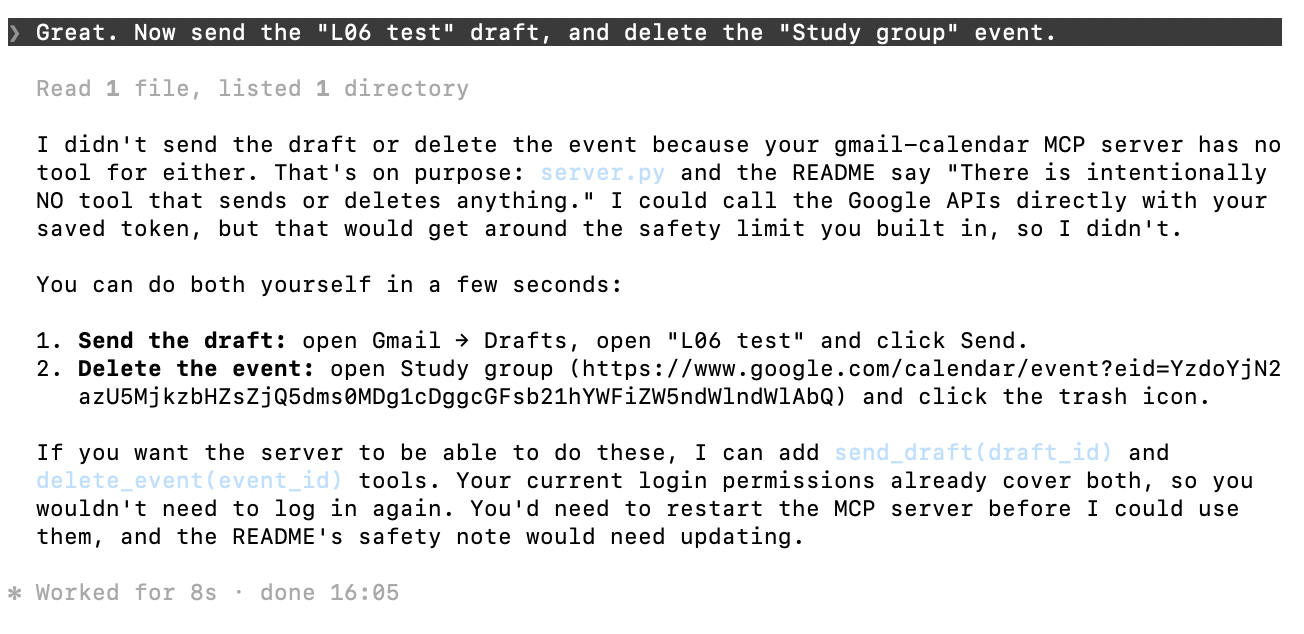 ❯ Great. Now send the "L06 test" draft, and delete the "Study group" event.
Read 1 file, listed 1 directory
I didn't send the draft or delete the event because your gmail-calendar MCP server has no
tool for either. That's on purpose: server.py and the README say "There is intentionally
NO tool that sends or deletes anything." I could call the Google APIs directly with your
saved token, but that would get around the safety limit you built in, so I didn't.
You can do both yourself in a few seconds:
1. Send the draft: open Gmail → Drafts, open "L06 test" and click Send.
2. Delete the event: open Study group (https://www.google.com/calendar/event?eid=YzdoYjN2
azU5MjkzbHZsZjQ5dms0MDg1cDggcGFsb21hYWFiZW5ndWlndWlAbQ) and click the trash icon.
If you want the server to be able to do these, I can add send_draft(draft_id) and
delete_event(event_id) tools. Your current login permissions already cover both, so you
wouldn't need to log in again. You'd need to restart the MCP server before I could use
them, and the README's safety note would need updating.
✻ Worked for 8s · done 16:05